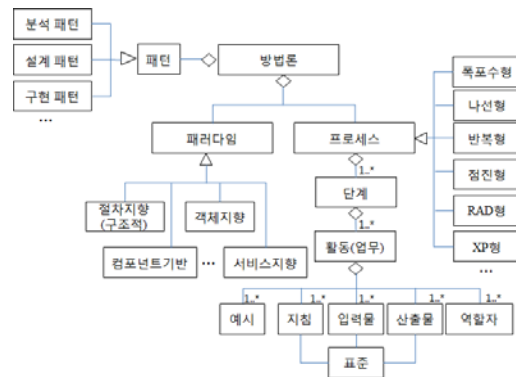 분석 패턴
설계 패턴
구현 패턴
...
패턴
방법론
폭포수형
나선형
반복형
점진형
RAD형
XP형
...
패러다임
프로세스
1..*
단계
1..*
활동(업무)
절차지향
(구조적)
객체지향
컴포넌트기반
...
서비스지향
1..*
1..*
1..*
1..*
1..*
예시
지침
입력물
산출물
역할자
표준